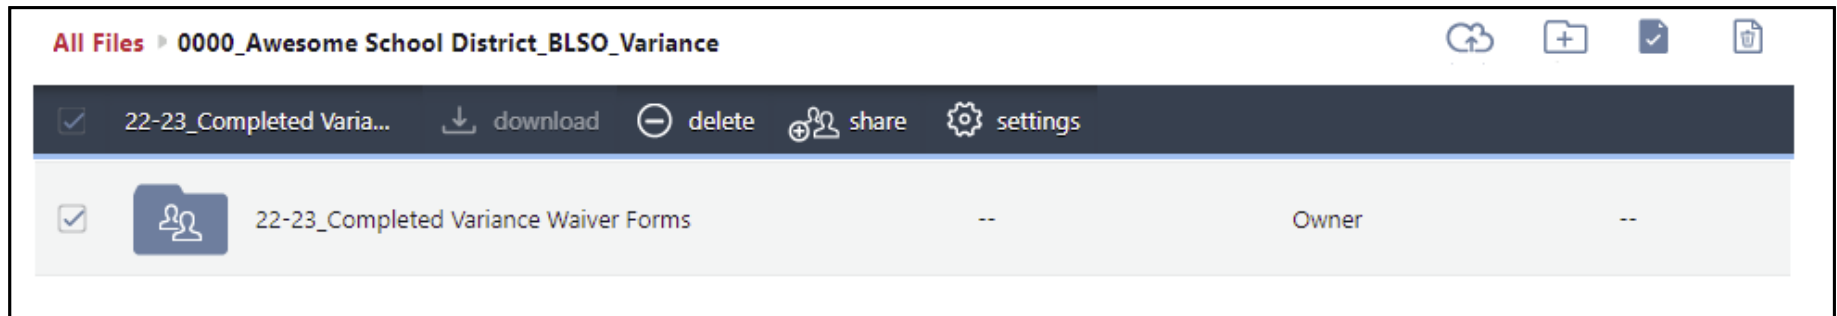 All Files 0000_Awesome School District_BLSO_Variance
22-23_Completed Varia... download delete share settings
22-23_Completed Variance Waiver Forms -- Owner --